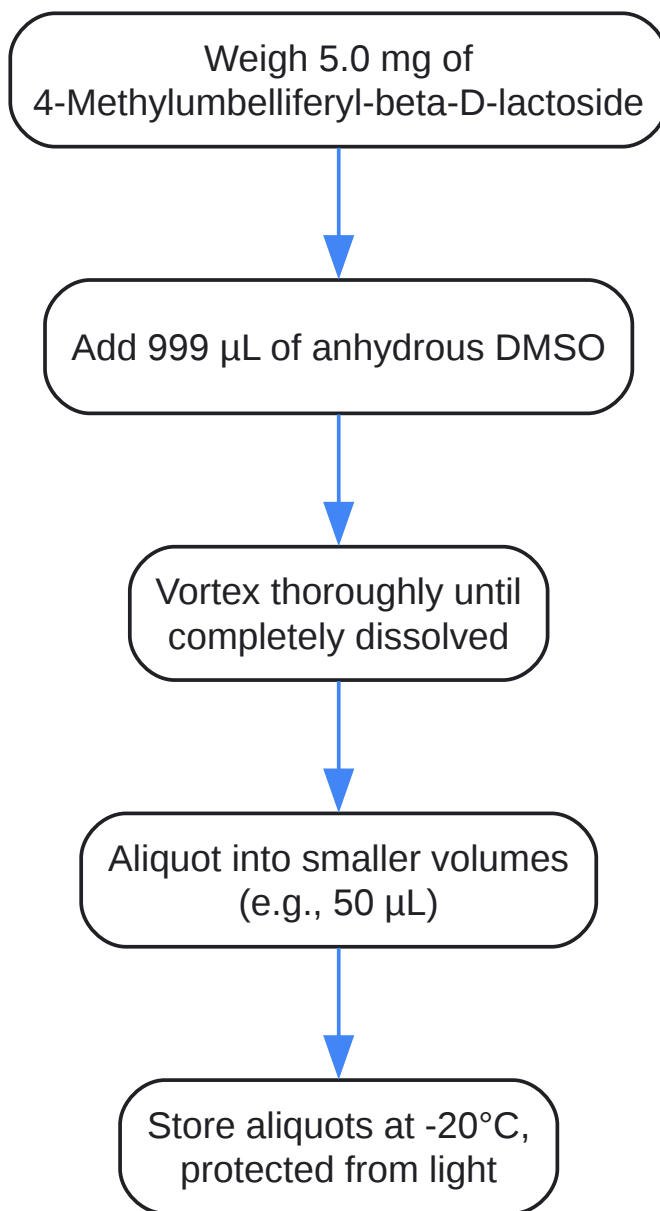 Weigh 5.0 mg of
4-Methylumbelliferyl-beta-D-lactoside
Add 999 µL of anhydrous DMSO
Vortex thoroughly until
completely dissolved
Aliquot into smaller volumes
(e.g., 50 µL)
Store aliquots at -20°C,
protected from light